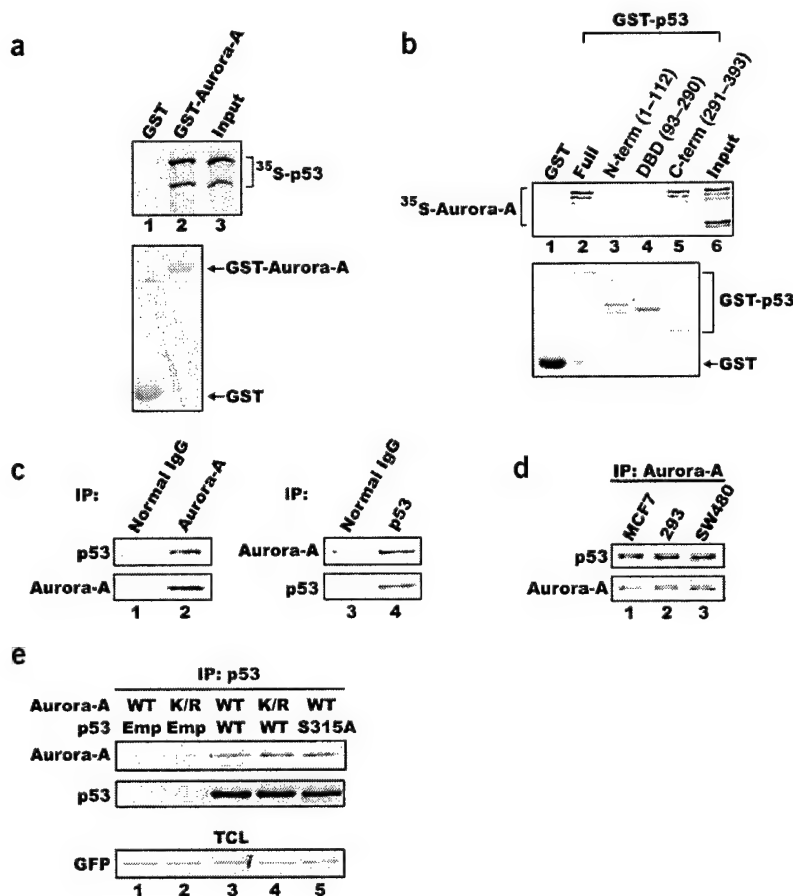 a
GST
GST-Aurora-A
Input
³⁵S-p53
1 2 3
GST-Aurora-A
GST
b
GST-p53
GST
Full
N-term (1–112)
DBD (93–290)
C-term (291–393)
Input
³⁵S-Aurora-A
1 2 3 4 5 6
GST-p53
GST
c
IP:
Normal IgG
Aurora-A
p53
Aurora-A
1 2
IP:
Normal IgG
p53
Aurora-A
p53
3 4
d
IP: Aurora-A
MCF7
293
SW480
p53
Aurora-A
1 2 3
e
IP: p53
Aurora-A WT K/R WT K/R WT
p53 Emp Emp WT WT S315A
Aurora-A
p53
TCL
GFP
1 2 3 4 5